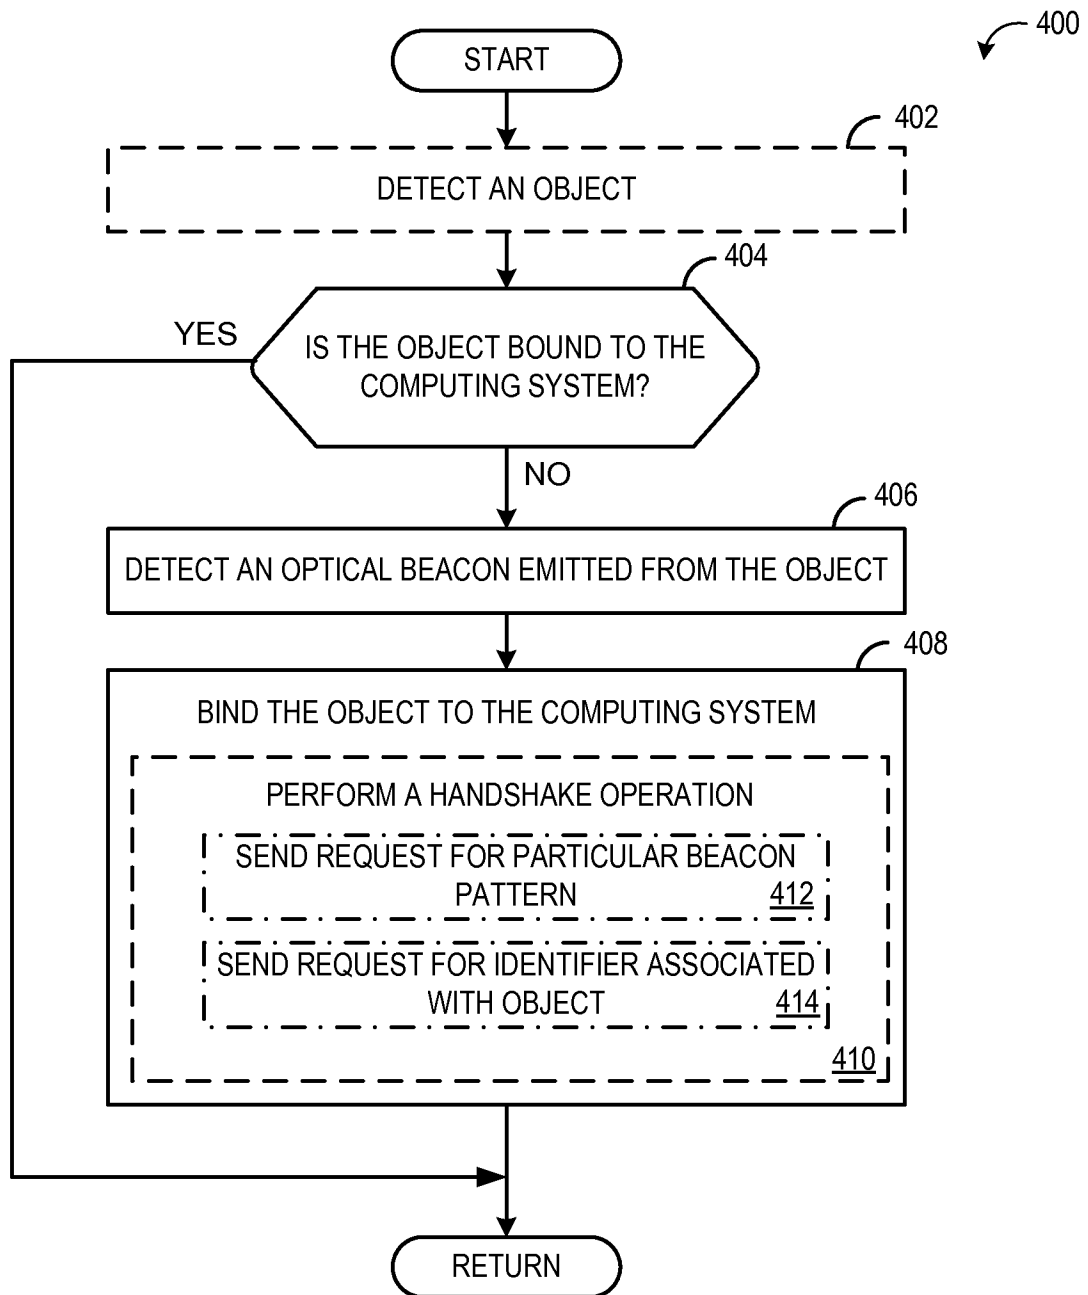 400
START
402
DETECT AN OBJECT
404
YES
IS THE OBJECT BOUND TO THE
COMPUTING SYSTEM?
NO
406
DETECT AN OPTICAL BEACON EMITTED FROM THE OBJECT
408
BIND THE OBJECT TO THE COMPUTING SYSTEM
PERFORM A HANDSHAKE OPERATION
SEND REQUEST FOR PARTICULAR BEACON
PATTERN
412
SEND REQUEST FOR IDENTIFIER ASSOCIATED
WITH OBJECT
414
410
RETURN